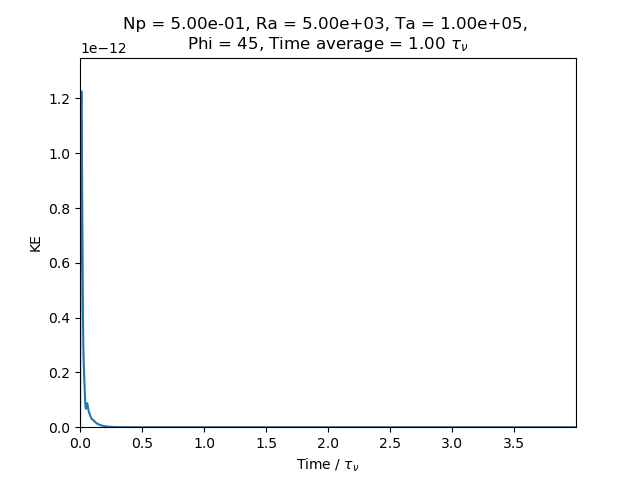 Np = 5.00e-01, Ra = 5.00e+03, Ta = 1.00e+05,
Phi = 45, Time average = 1.00 τν
1e−12
1.2
1.0
0.8
0.6
0.4
0.2
0.0
KE
0.0 0.5 1.0 1.5 2.0 2.5 3.0 3.5
Time / τν